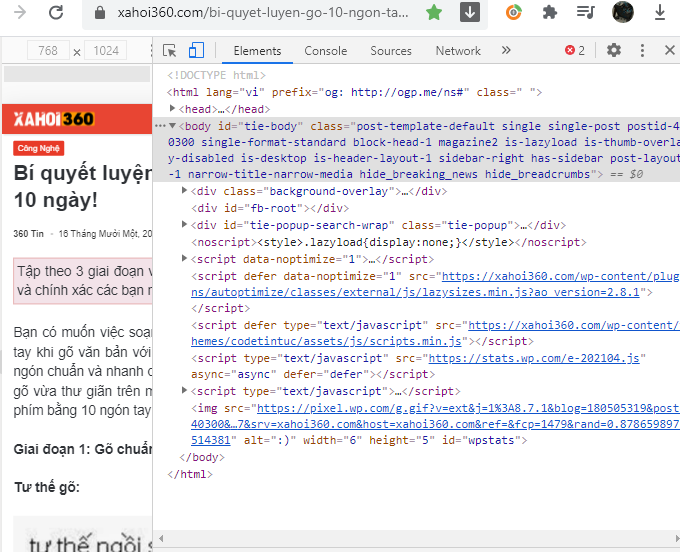 xahoi360.com/bi-quyet-luyen-go-10-ngon-ta...
768 × 1024
Elements Console Sources Network » 2
XAHOI360
Công Nghệ
Bí quyết luyện
10 ngày!
360 Tin - 16 Tháng Mười Một, 20
Tập theo 3 giai đoạn v
và chính xác các bạn n
Bạn có muốn việc soạn
tay khi gõ văn bản với
ngón chuẩn và nhanh c
gõ vừa thư giãn trên m
phím bằng 10 ngón tay
Giai đoạn 1: Gõ chuẩn
Tư thế gõ:
tư thế ngồi s
<!DOCTYPE html>
<html lang="vi" prefix="og: http://ogp.me/ns#" class=" ">
<head>…</head>
<body id="tie-body" class="post-template-default single single-post postid-4
0300 single-format-standard block-head-1 magazine2 is-lazyload is-thumb-overla
y-disabled is-desktop is-header-layout-1 sidebar-right has-sidebar post-layout
-1 narrow-title-narrow-media hide_breaking_news hide_breadcrumbs"> == $0
<div class="background-overlay">…</div>
<div id="fb-root"></div>
<div id="tie-popup-search-wrap" class="tie-popup">…</div>
<noscript><style>.lazyload{display:none;}</style></noscript>
<script data-noptimize="1">…</script>
<script defer data-noptimize="1" src="https://xahoi360.com/wp-content/plug
ns/autoptimize/classes/external/js/lazysizes.min.js?ao_version=2.8.1">
</script>
<script defer type="text/javascript" src="https://xahoi360.com/wp-content/
hemes/codetintuc/assets/js/scripts.min.js"></script>
<script type="text/javascript" src="https://stats.wp.com/e-202104.js"
async="async" defer="defer"></script>
<script type="text/javascript">…</script>
<img src="https://pixel.wp.com/g.gif?v=ext&j=1%3A8.7.1&blog=180505319&post
40300&…7&srv=xahoi360.com&host=xahoi360.com&ref=&fcp=1479&rand=0.878659897
514381" alt=":)" width="6" height="5" id="wpstats">
</body>
</html>